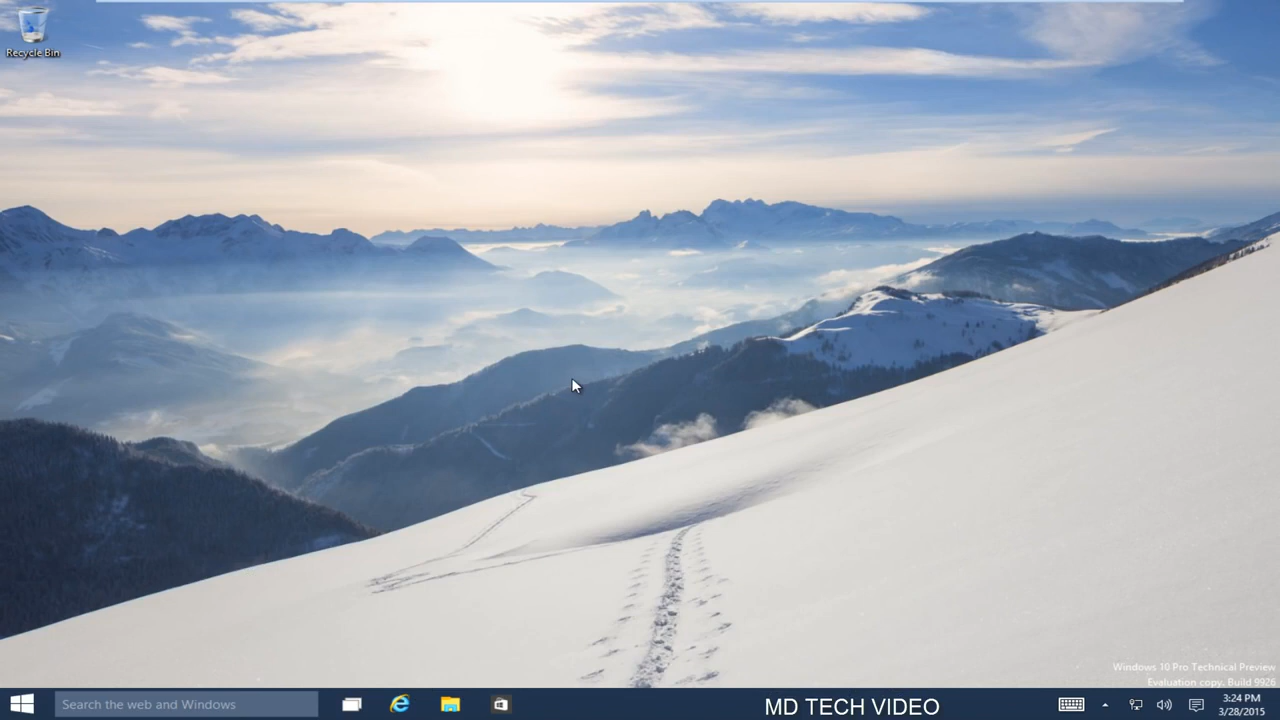 Recycle Bin
Windows 10 Pro Technical Preview
Evaluation copy. Build 9926
Search the web and Windows
MD TECH VIDEO
3:24 PM
3/28/2015